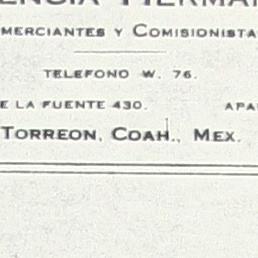 MERCIANTES Y COMISIONISTA
TELEFONO W. 76.
E LA FUENTE 430. APA
TORREON, COAH., MEX.